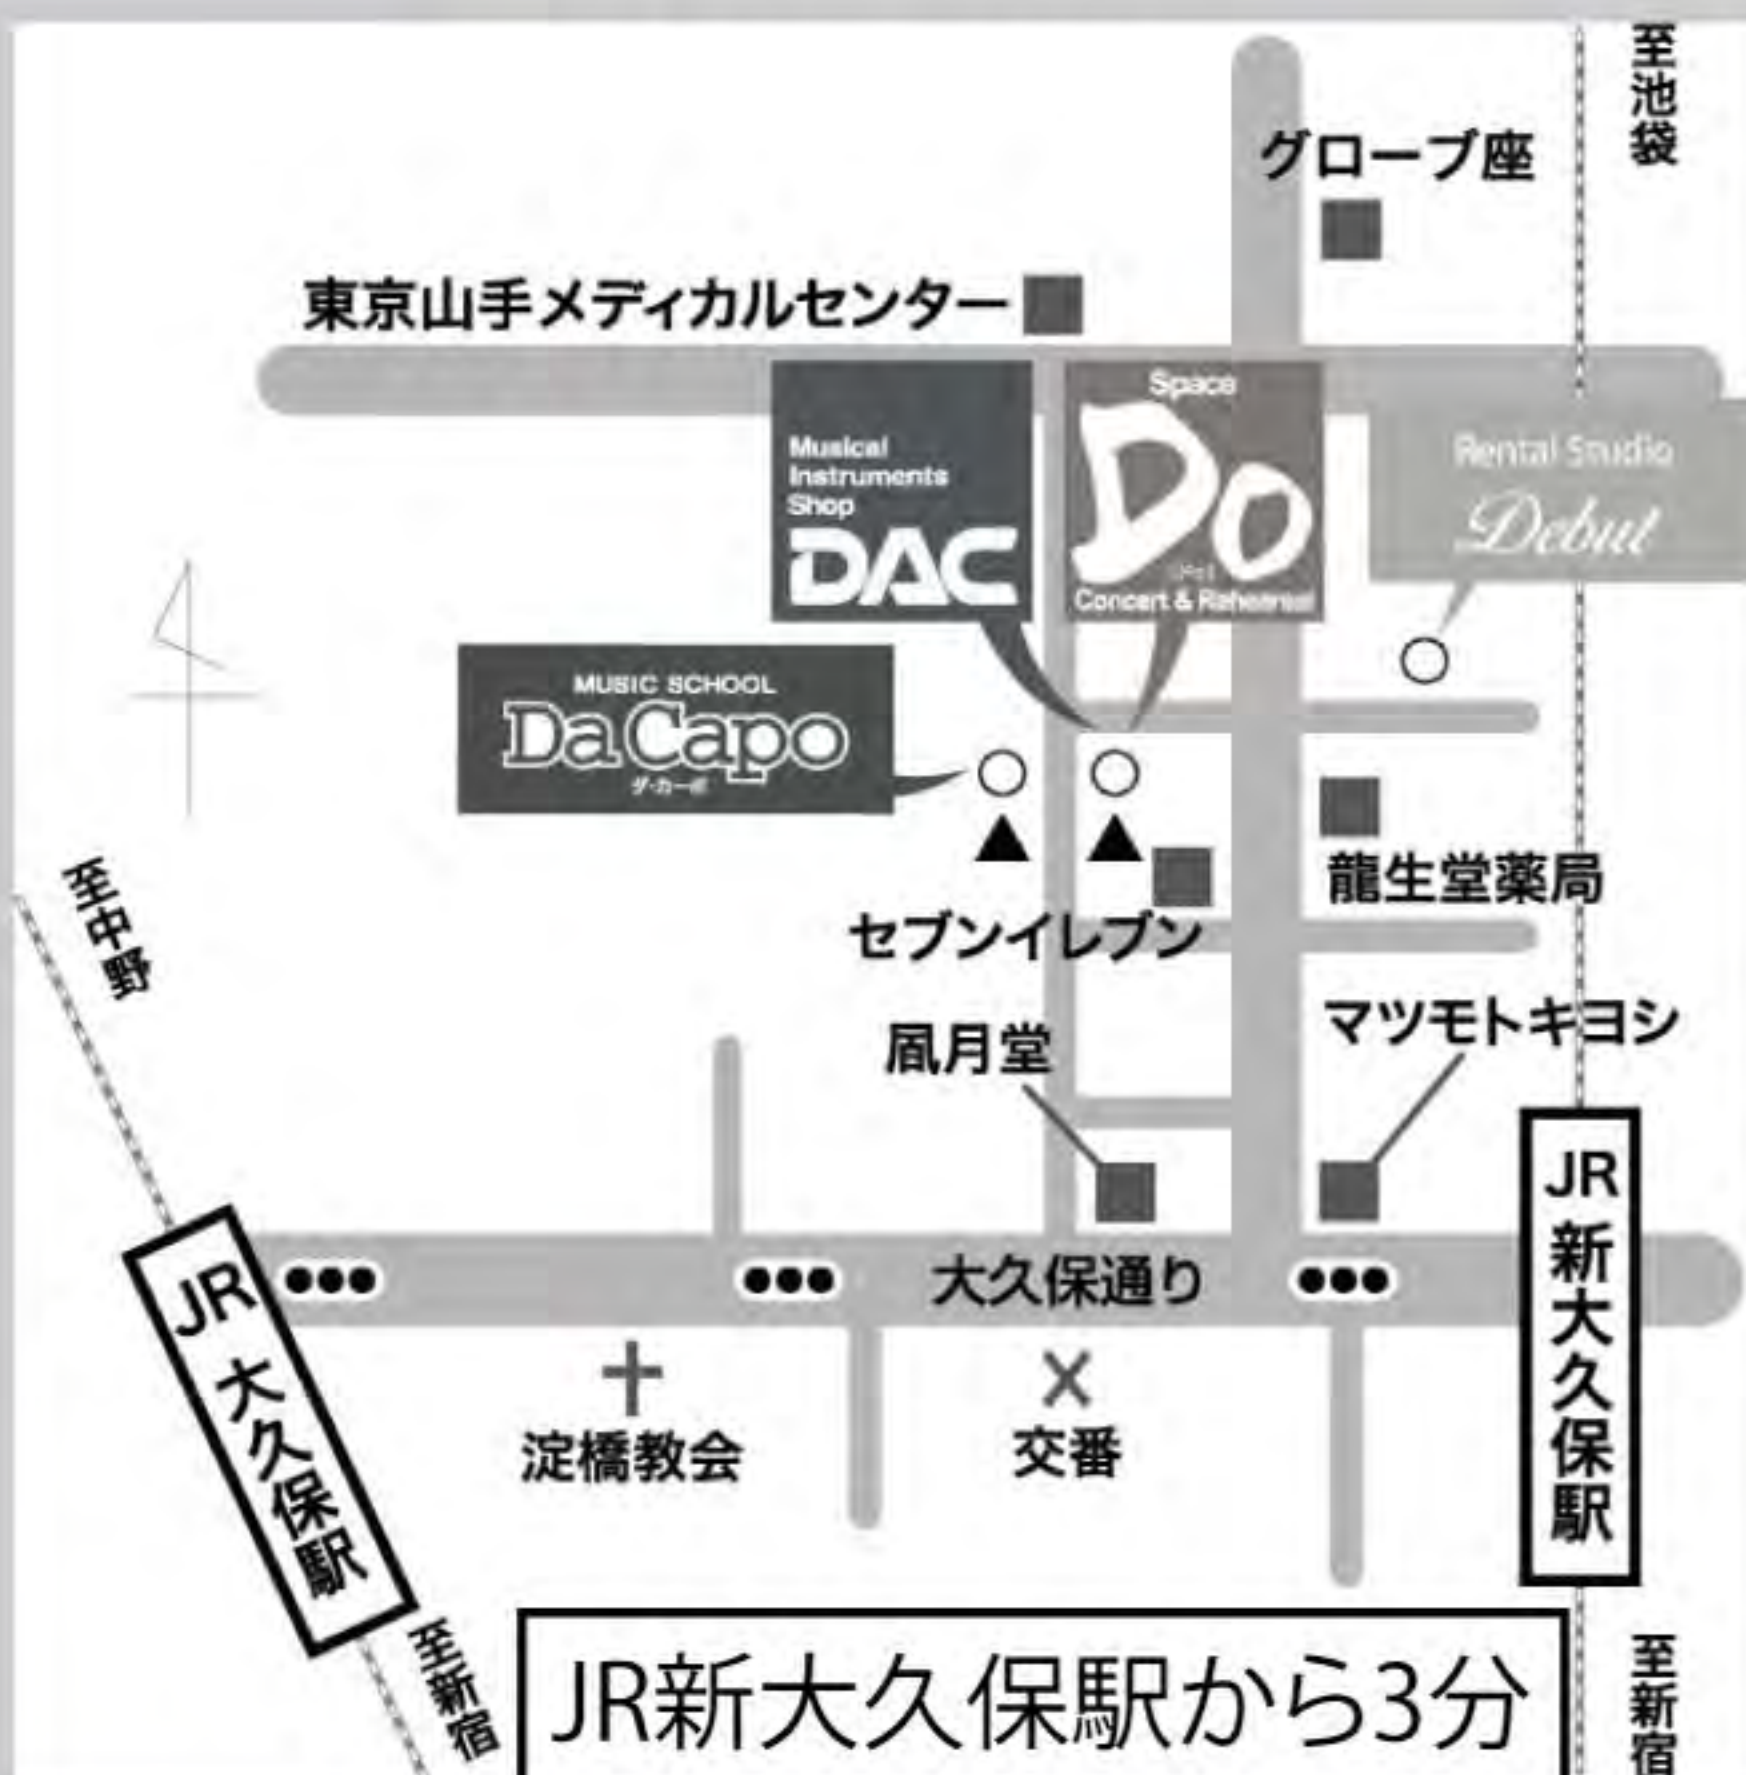 至池袋
グローブ座
東京山手メディカルセンター
Musical
Instruments
Shop
DAC
Space
Do
Concert & Rehearsal
Rental Studio
Debut
MUSIC SCHOOL
Da Capo
ダ・カーポ
龍生堂薬局
セブンイレブン
至中野
凮月堂
マツモトキヨシ
JR 新大久保駅
JR 大久保駅
大久保通り
淀橋教会
交番
至新宿
至新宿
JR新大久保駅から3分